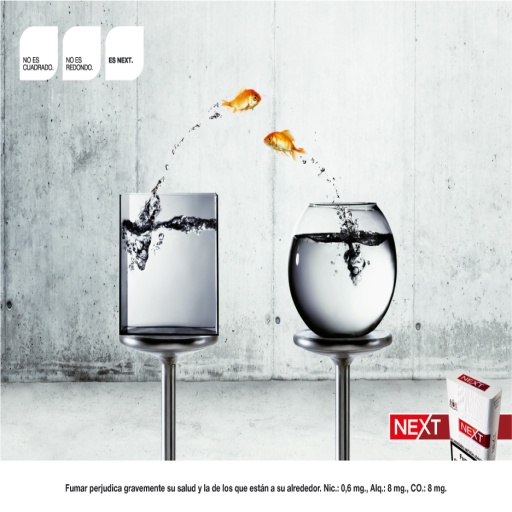 NO ES
CUADRADO.
NO ES
REDONDO.
ES NEXT.
NEXT
NEXT
NEXT
Fumar perjudica gravemente su salud y la de los que están a su alrededor. Nic.: 0,6 mg., Alq.: 8 mg., CO.: 8 mg.